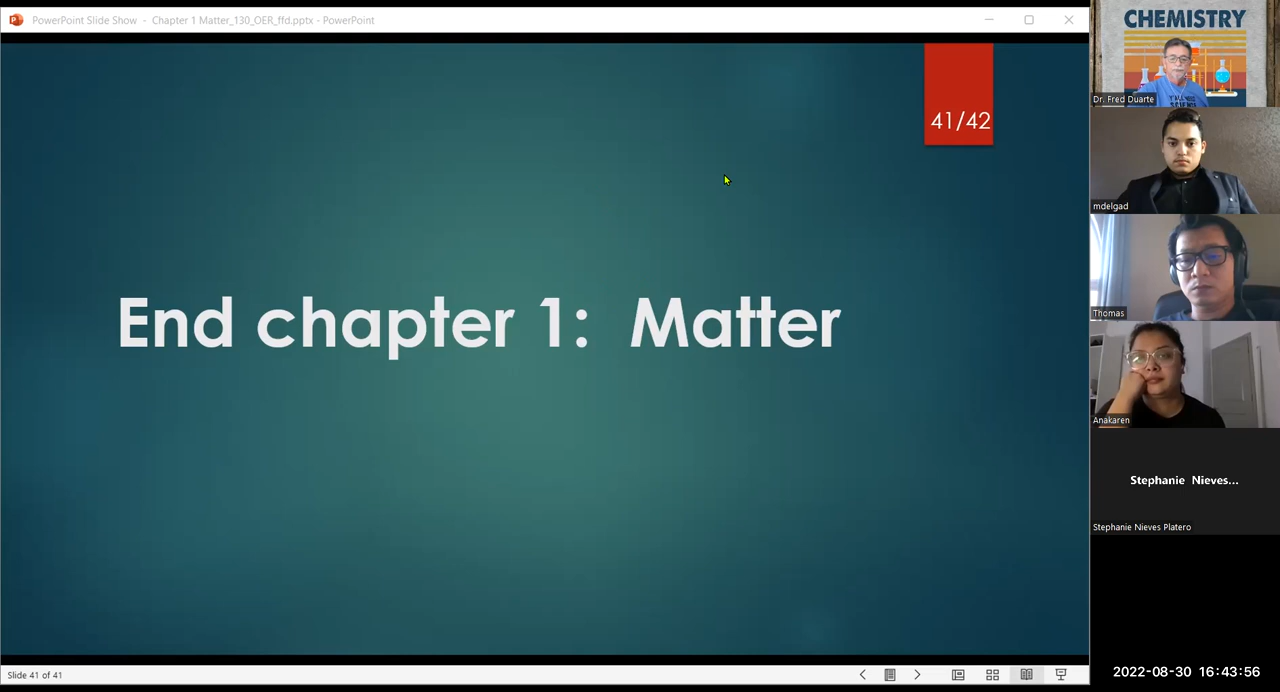 PowerPoint Slide Show - Chapter 1 Matter_130_OER_ffd.pptx - PowerPoint
41/42
End chapter 1: Matter
Slide 41 of 41
CHEMISTRY
Dr. Fred Duarte
mdelgad
Thomas
Anakaren
Stephanie Nieves...
Stephanie Nieves Platero
2022-08-30 16:43:56